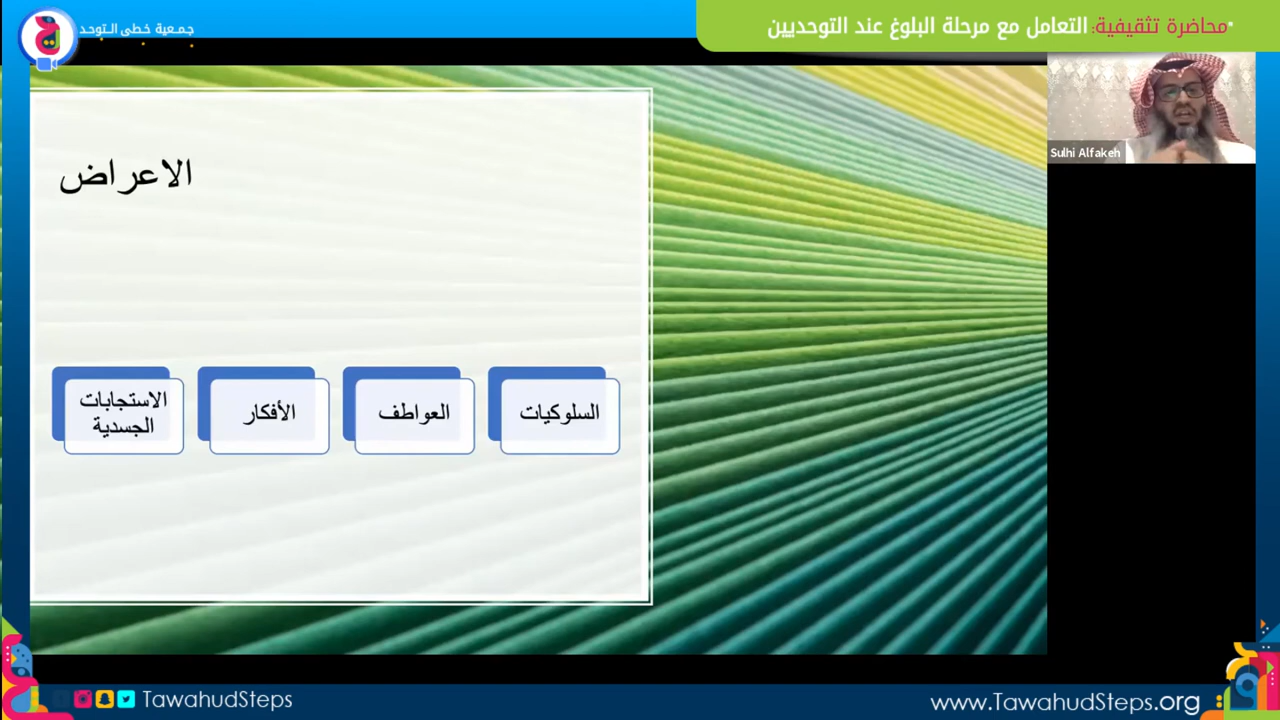 *محاضرة تثقيفية: التعامل مع مرحلة البلوغ عند التوحديين
جمعية خطى التوحد
Sulhi Alfakeh
الاعراض
السلوكيات
العواطف
الأفكار
الاستجابات
الجسدية
TawahudSteps
www.TawahudSteps.org